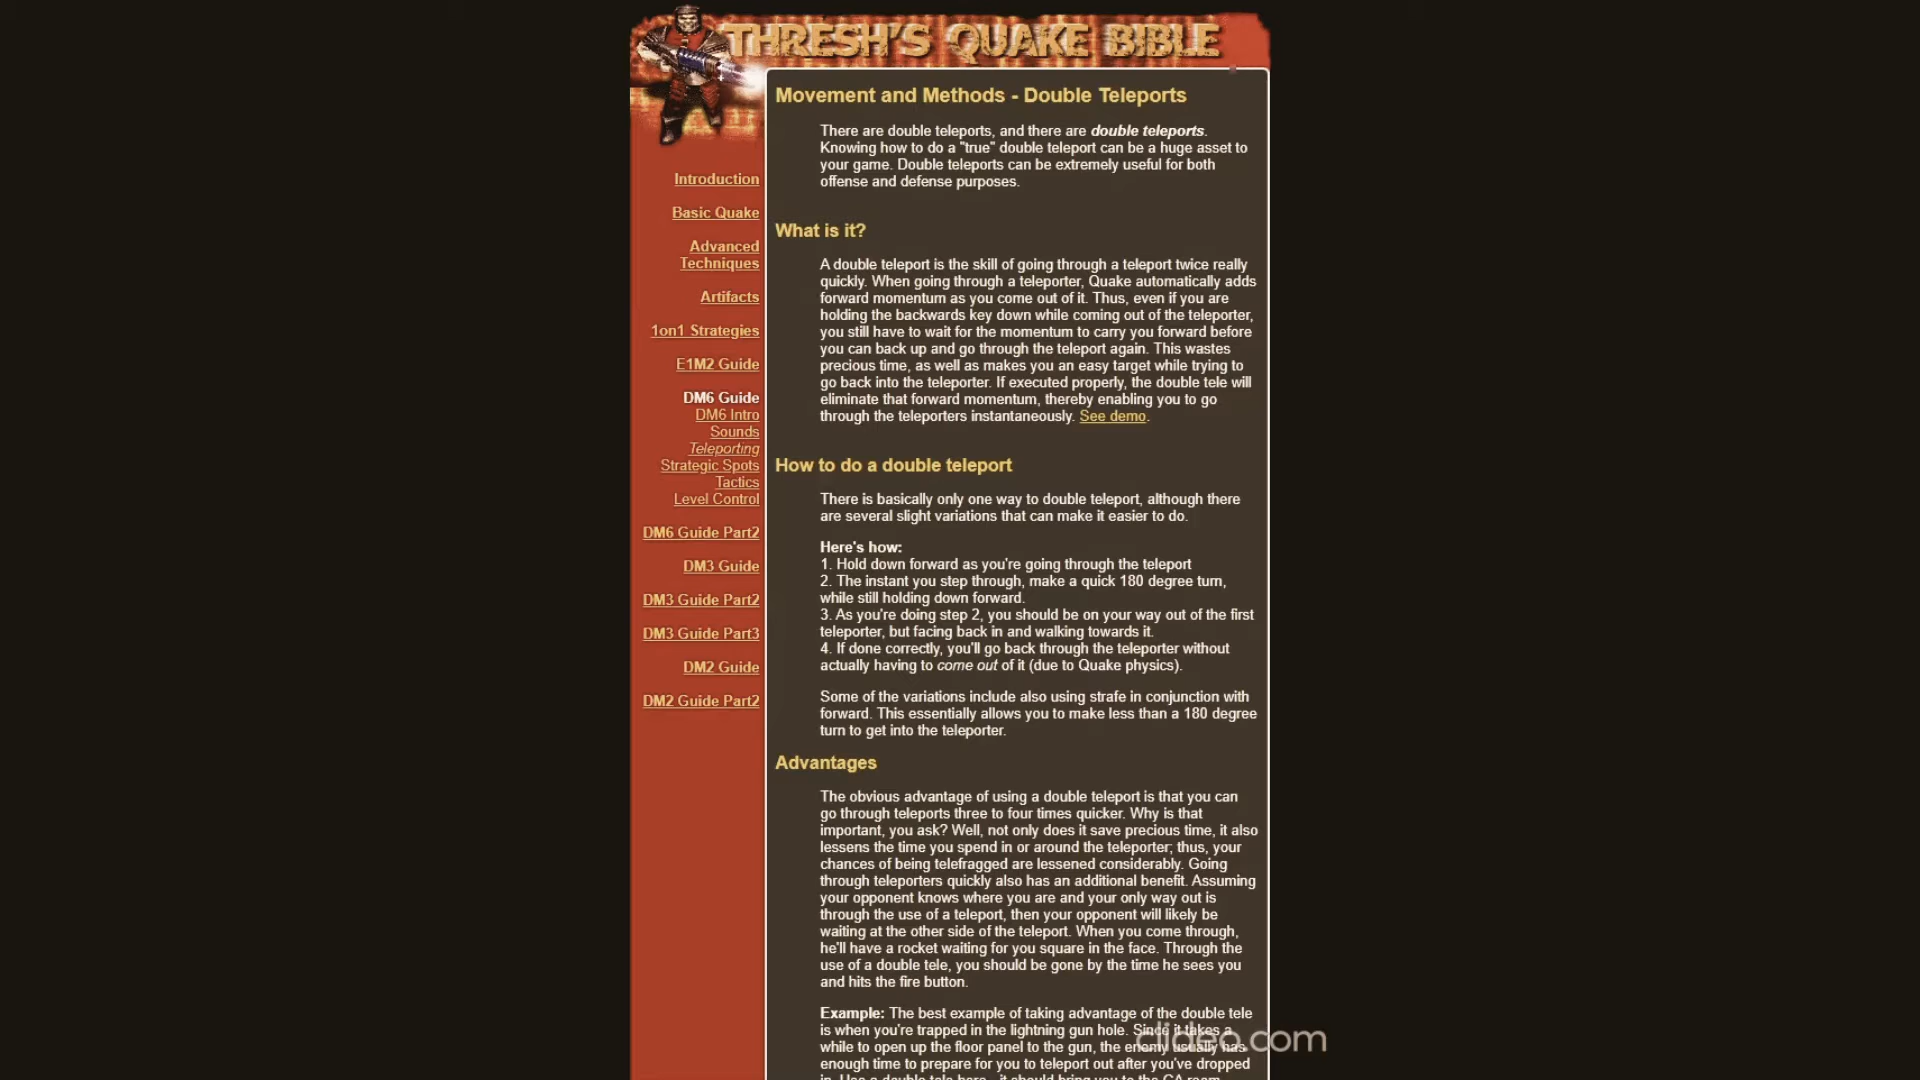 THRESH'S QUAKE BIBLE
Introduction
Basic Quake
Advanced
Techniques
Artifacts
1on1 Strategies
E1M2 Guide
DM6 Guide
DM6 Intro
Sounds
Teleporting
Strategic Spots
Tactics
Level Control
DM6 Guide Part2
DM3 Guide
DM3 Guide Part2
DM3 Guide Part3
DM2 Guide
DM2 Guide Part2
Movement and Methods - Double Teleports
There are double teleports, and there are double teleports.
Knowing how to do a "true" double teleport can be a huge asset to
your game. Double teleports can be extremely useful for both
offense and defense purposes.
What is it?
A double teleport is the skill of going through a teleport twice really
quickly. When going through a teleporter, Quake automatically adds
forward momentum as you come out of it. Thus, even if you are
holding the backwards key down while coming out of the teleporter,
you still have to wait for the momentum to carry you forward before
you can back up and go through the teleport again. This wastes
precious time, as well as makes you an easy target while trying to
go back into the teleporter. If executed properly, the double tele will
eliminate that forward momentum, thereby enabling you to go
through the teleporters instantaneously. See demo.
How to do a double teleport
There is basically only one way to double teleport, although there
are several slight variations that can make it easier to do.
Here's how:
1. Hold down forward as you're going through the teleport
2. The instant you step through, make a quick 180 degree turn,
while still holding down forward.
3. As you're doing step 2, you should be on your way out of the first
teleporter, but facing back in and walking towards it.
4. If done correctly, you'll go back through the teleporter without
actually having to come out of it (due to Quake physics).
Some of the variations include also using strafe in conjunction with
forward. This essentially allows you to make less than a 180 degree
turn to get into the teleporter.
Advantages
The obvious advantage of using a double teleport is that you can
go through teleports three to four times quicker. Why is that
important, you ask? Well, not only does it save precious time, it also
lessens the time you spend in or around the teleporter; thus, your
chances of being telefragged are lessened considerably. Going
through teleporters quickly also has an additional benefit. Assuming
your opponent knows where you are and your only way out is
through the use of a teleport, then your opponent will likely be
waiting at the other side of the teleport. When you come through,
he'll have a rocket waiting for you square in the face. Through the
use of a double tele, you should be gone by the time he sees you
and hits the fire button.
Example: The best example of taking advantage of the double tele
is when you're trapped in the lightning gun hole. Since it takes a
while to open up the floor panel to the gun, the enemy usually has
enough time to prepare for you to teleport out after you've dropped
in. Use a double tele here - it should bring you to the GA room
clideo.com